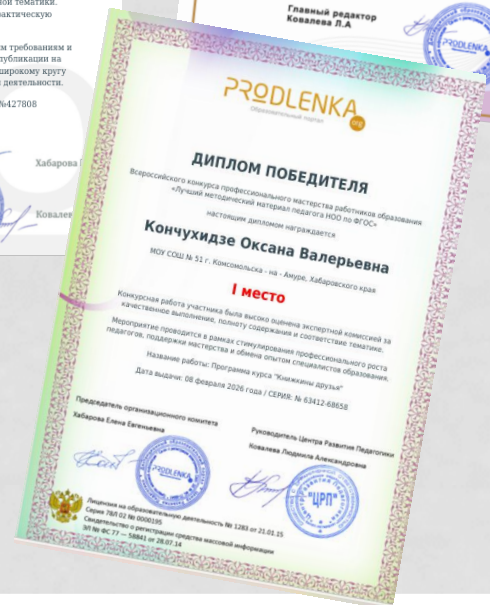 ной тематики.
рактическую
м требованиям и
публикации на
широкому кругу
деятельности.
№427808
Хабарова
Ковалев
Главный редактор
Ковалева Л.А
PRODLENKA
PRODLENKA
.org
Образовательный портал
ДИПЛОМ ПОБЕДИТЕЛЯ
Всероссийского конкурса профессионального мастерства работников образования
«Лучший методический материал педагога НОО по ФГОС»
настоящим дипломом награждается
Кончухидзе Оксана Валерьевна
МОУ СОШ № 51 г. Комсомольска - на - Амуре, Хабаровского края
I место
Конкурсная работа участника была высоко оценена экспертной комиссией за
качественное выполнение, полноту содержания и соответствие тематике.
Мероприятие проводится в рамках стимулирования профессионального роста
педагогов, поддержки мастерства и обмена опытом специалистов образования.
Название работы: Программа курса "Книжкины друзья"
Дата выдачи: 08 февраля 2026 года / СЕРИЯ: № 63412-68658
Председатель организационного комитета
Хабарова Елена Евгеньевна
Руководитель Центра Развития Педагогики
Ковалева Людмила Александровна
PRODLENKA
"ЦРП"
Лицензия на образовательную деятельность № 1283 от 21.01.15
Серия 78Л 02 № 0000195
Свидетельство о регистрации средства массовой информации
ЭЛ № ФС 77 — 58841 от 28.07.14